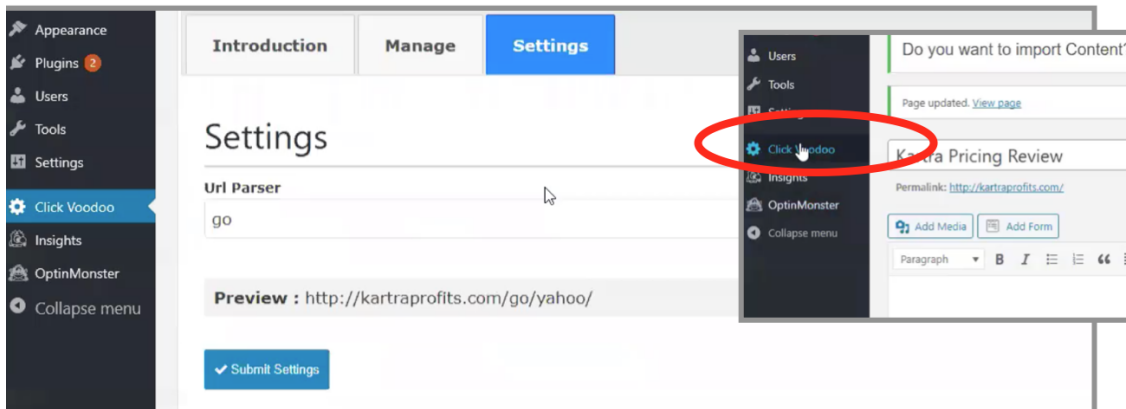 Appearance
Plugins 2
Users
Tools
Settings
Click Voodoo
Insights
OptinMonster
Collapse menu
Introduction
Manage
Settings
Settings
Url Parser
go
Preview : http://kartraprofits.com/go/yahoo/
Submit Settings
Users
Tools
Click Voodoo
Insights
OptinMonster
Collapse menu
Do you want to import Content?
Page updated. View page
Kartra Pricing Review
Permalink: http://kartraprofits.com/
Add Media
Add Form
Paragraph
B I